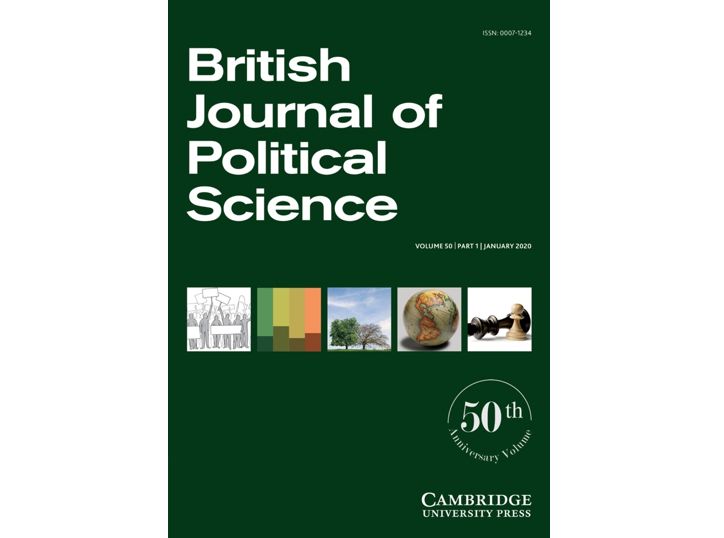 ISSN: 0007-1234
British
Journal of
Political
Science
VOLUME 50 | PART 1 | JANUARY 2020
50th
Anniversary Volume
CAMBRIDGE
UNIVERSITY PRESS